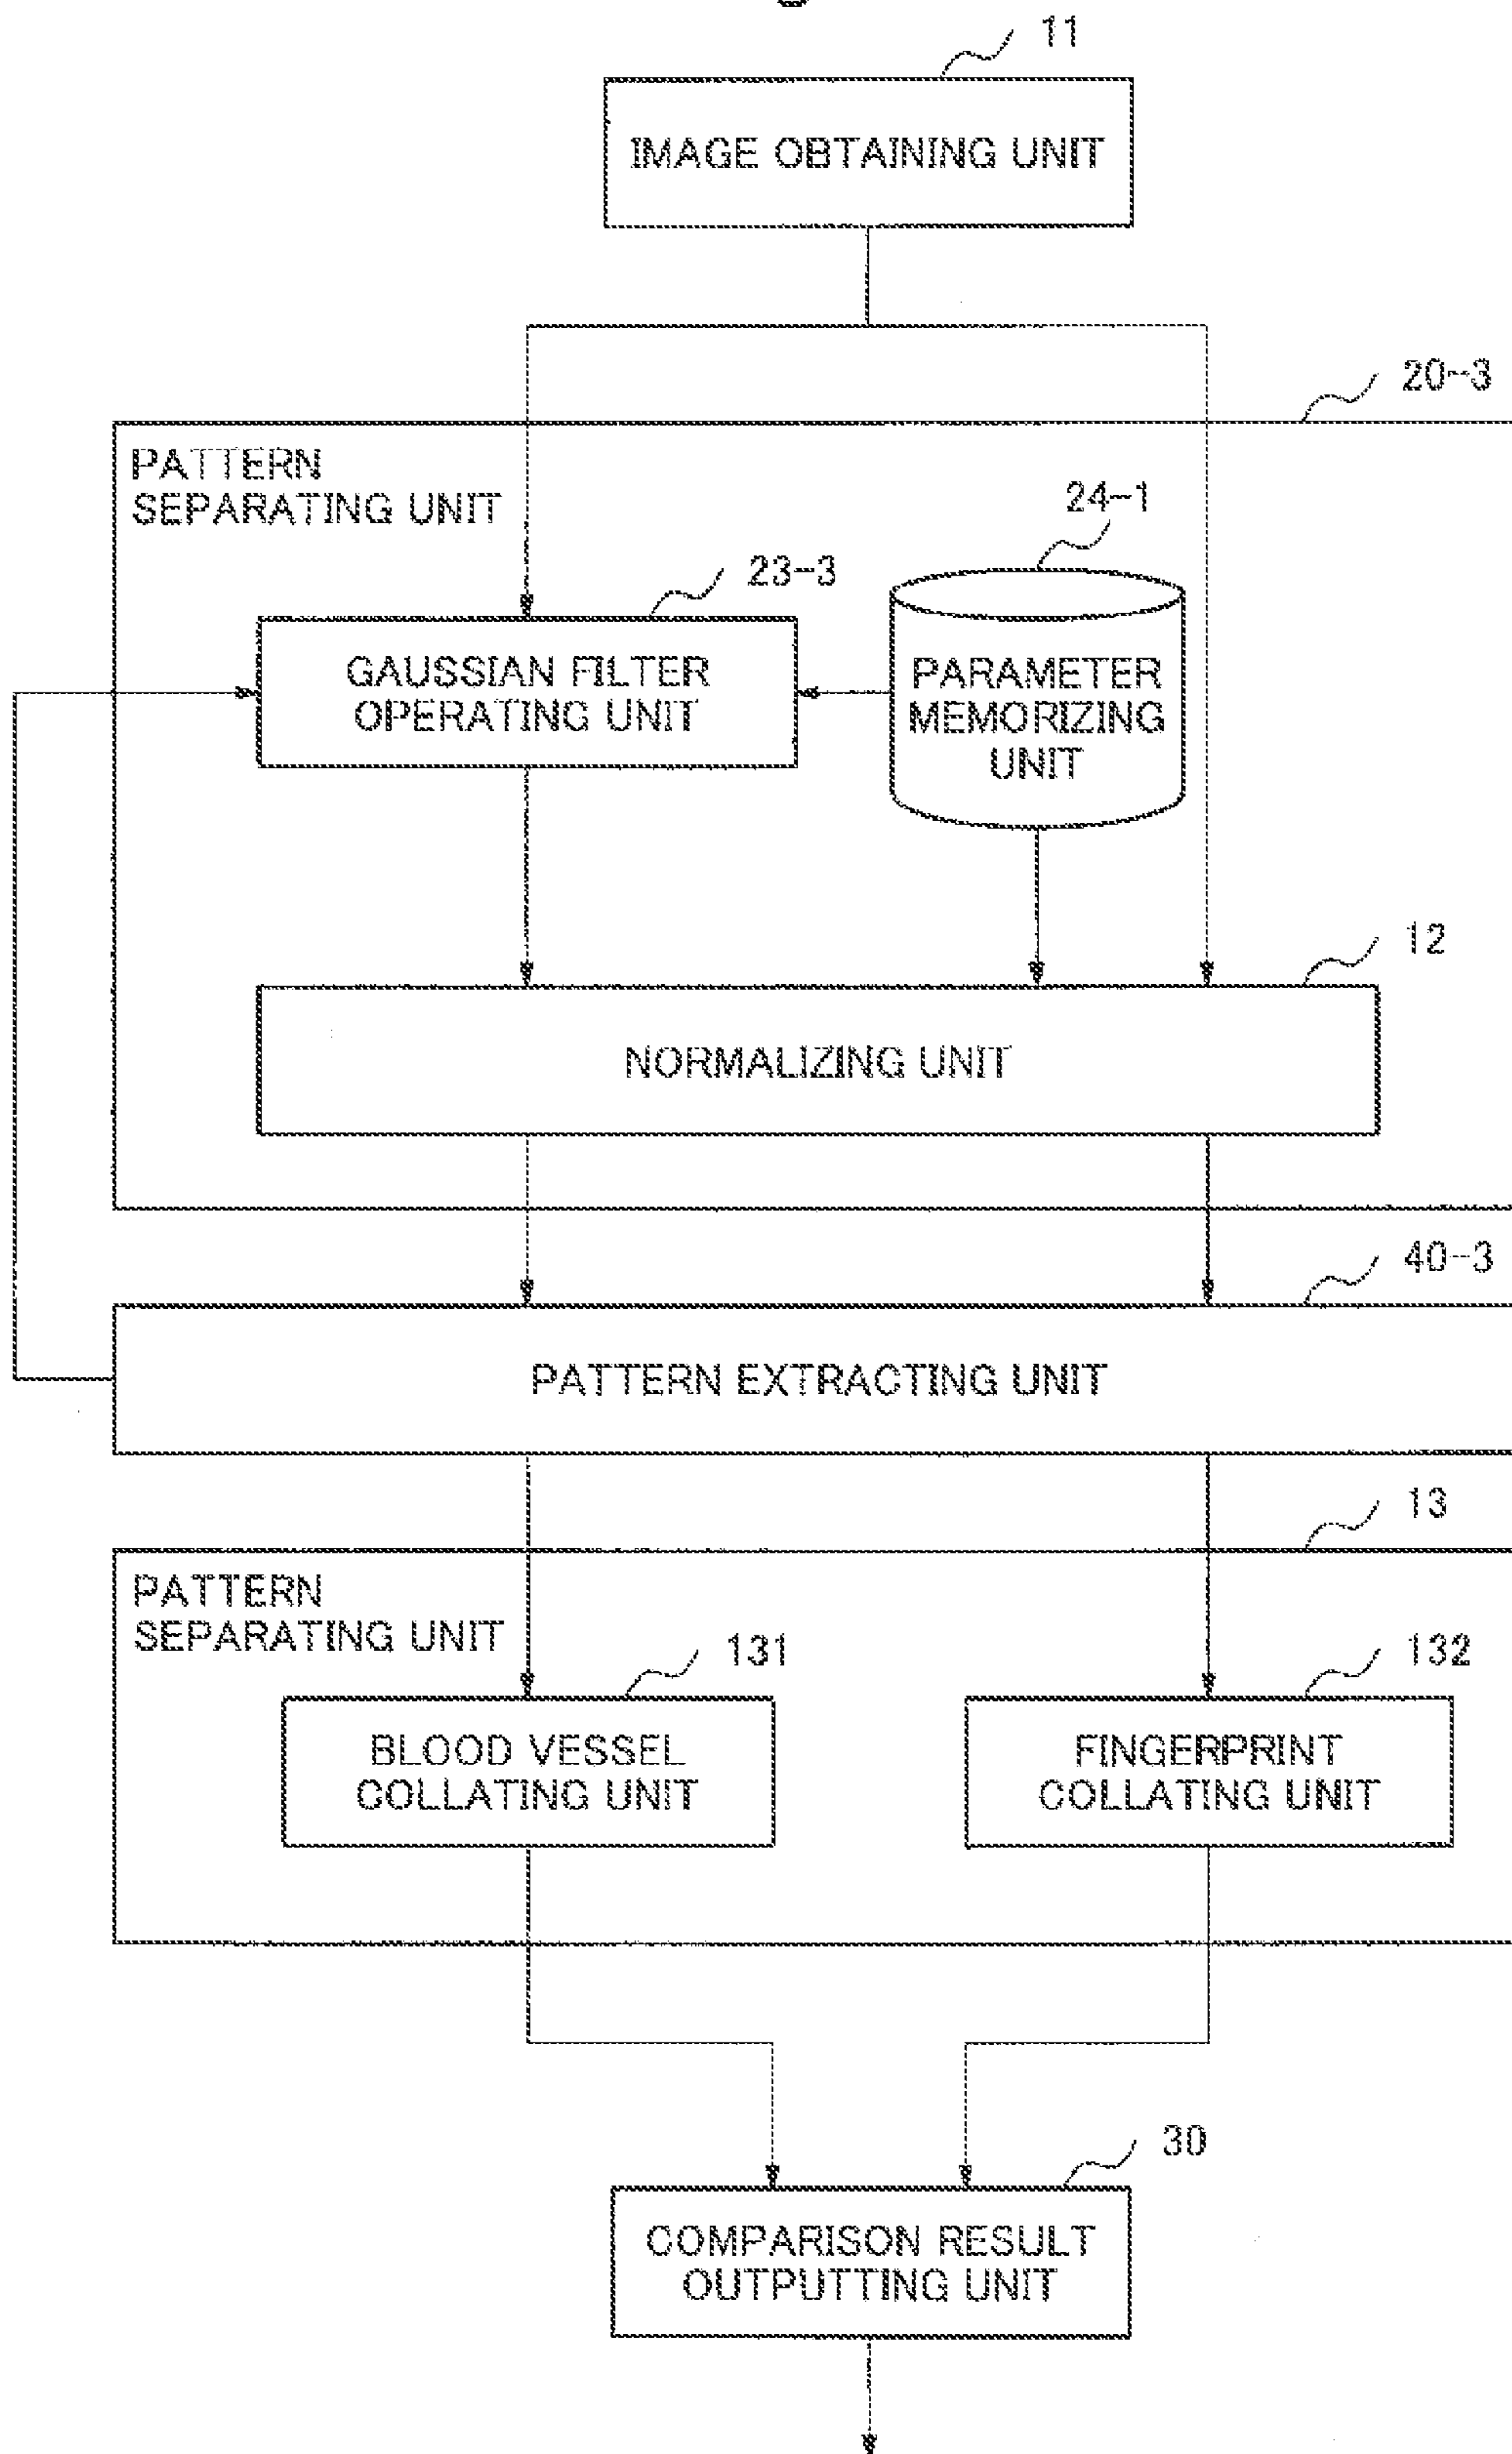 11
IMAGE OBTAINING UNIT
20-3
PATTERN
SEPARATING UNIT
24-1
23-3
GAUSSIAN FILTER
OPERATING UNIT
PARAMETER
MEMORIZING
UNIT
12
NORMALIZING UNIT
40-3
PATTERN EXTRACTING UNIT
13
PATTERN
SEPARATING UNIT
131
132
BLOOD VESSEL
COLLATING UNIT
FINGERPRINT
COLLATING UNIT
30
COMPARISON RESULT
OUTPUTTING UNIT